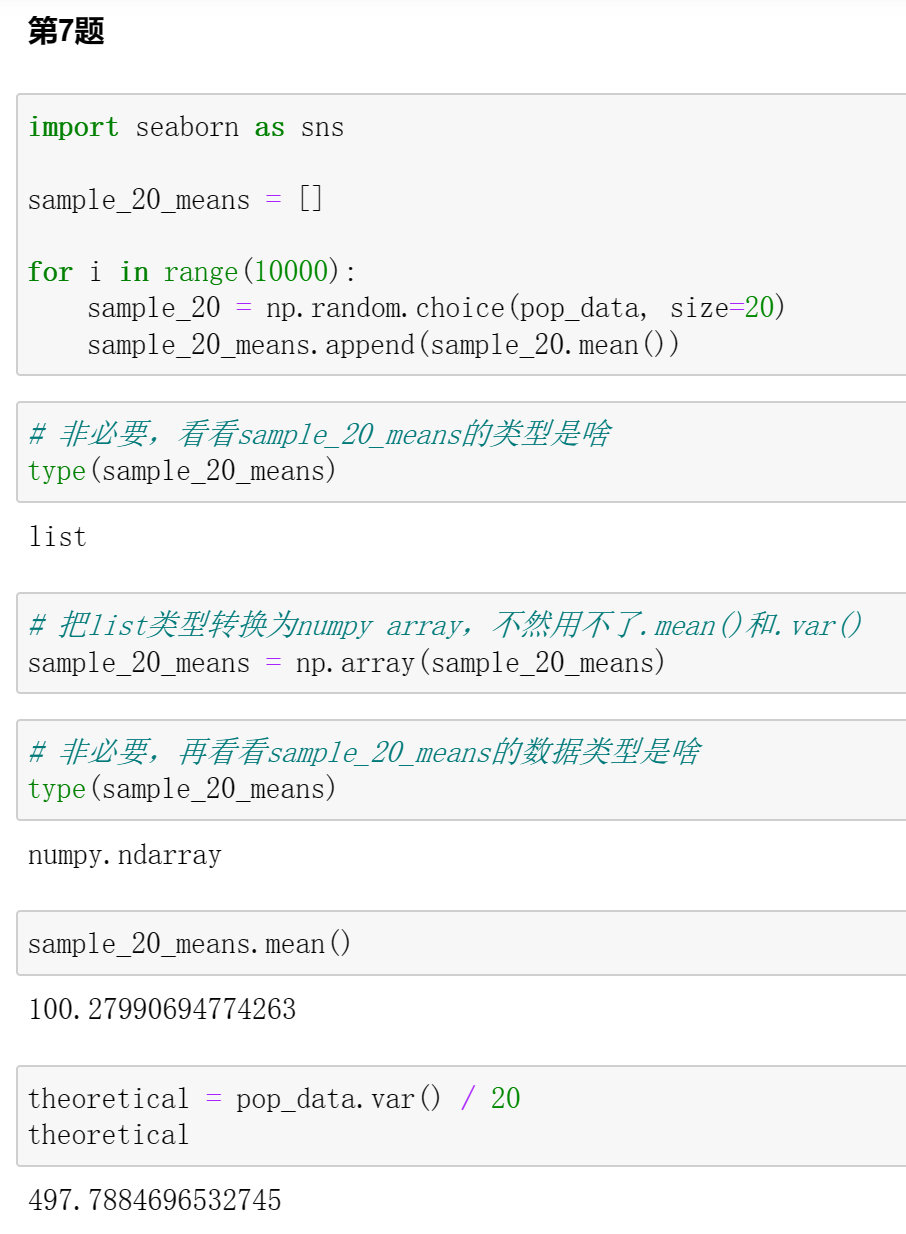 第7题
import seaborn as sns
sample_20_means = []
for i in range(10000):
    sample_20 = np.random.choice(pop_data, size=20)
    sample_20_means.append(sample_20.mean())
# 非必要，看看sample_20_means的类型是啥
type(sample_20_means)
list
# 把list类型转换为numpy array，不然用不了.mean()和.var()
sample_20_means = np.array(sample_20_means)
# 非必要，再看看sample_20_means的数据类型是啥
type(sample_20_means)
numpy.ndarray
sample_20_means.mean()
100.27990694774263
theoretical = pop_data.var() / 20
theoretical
497.7884696532745